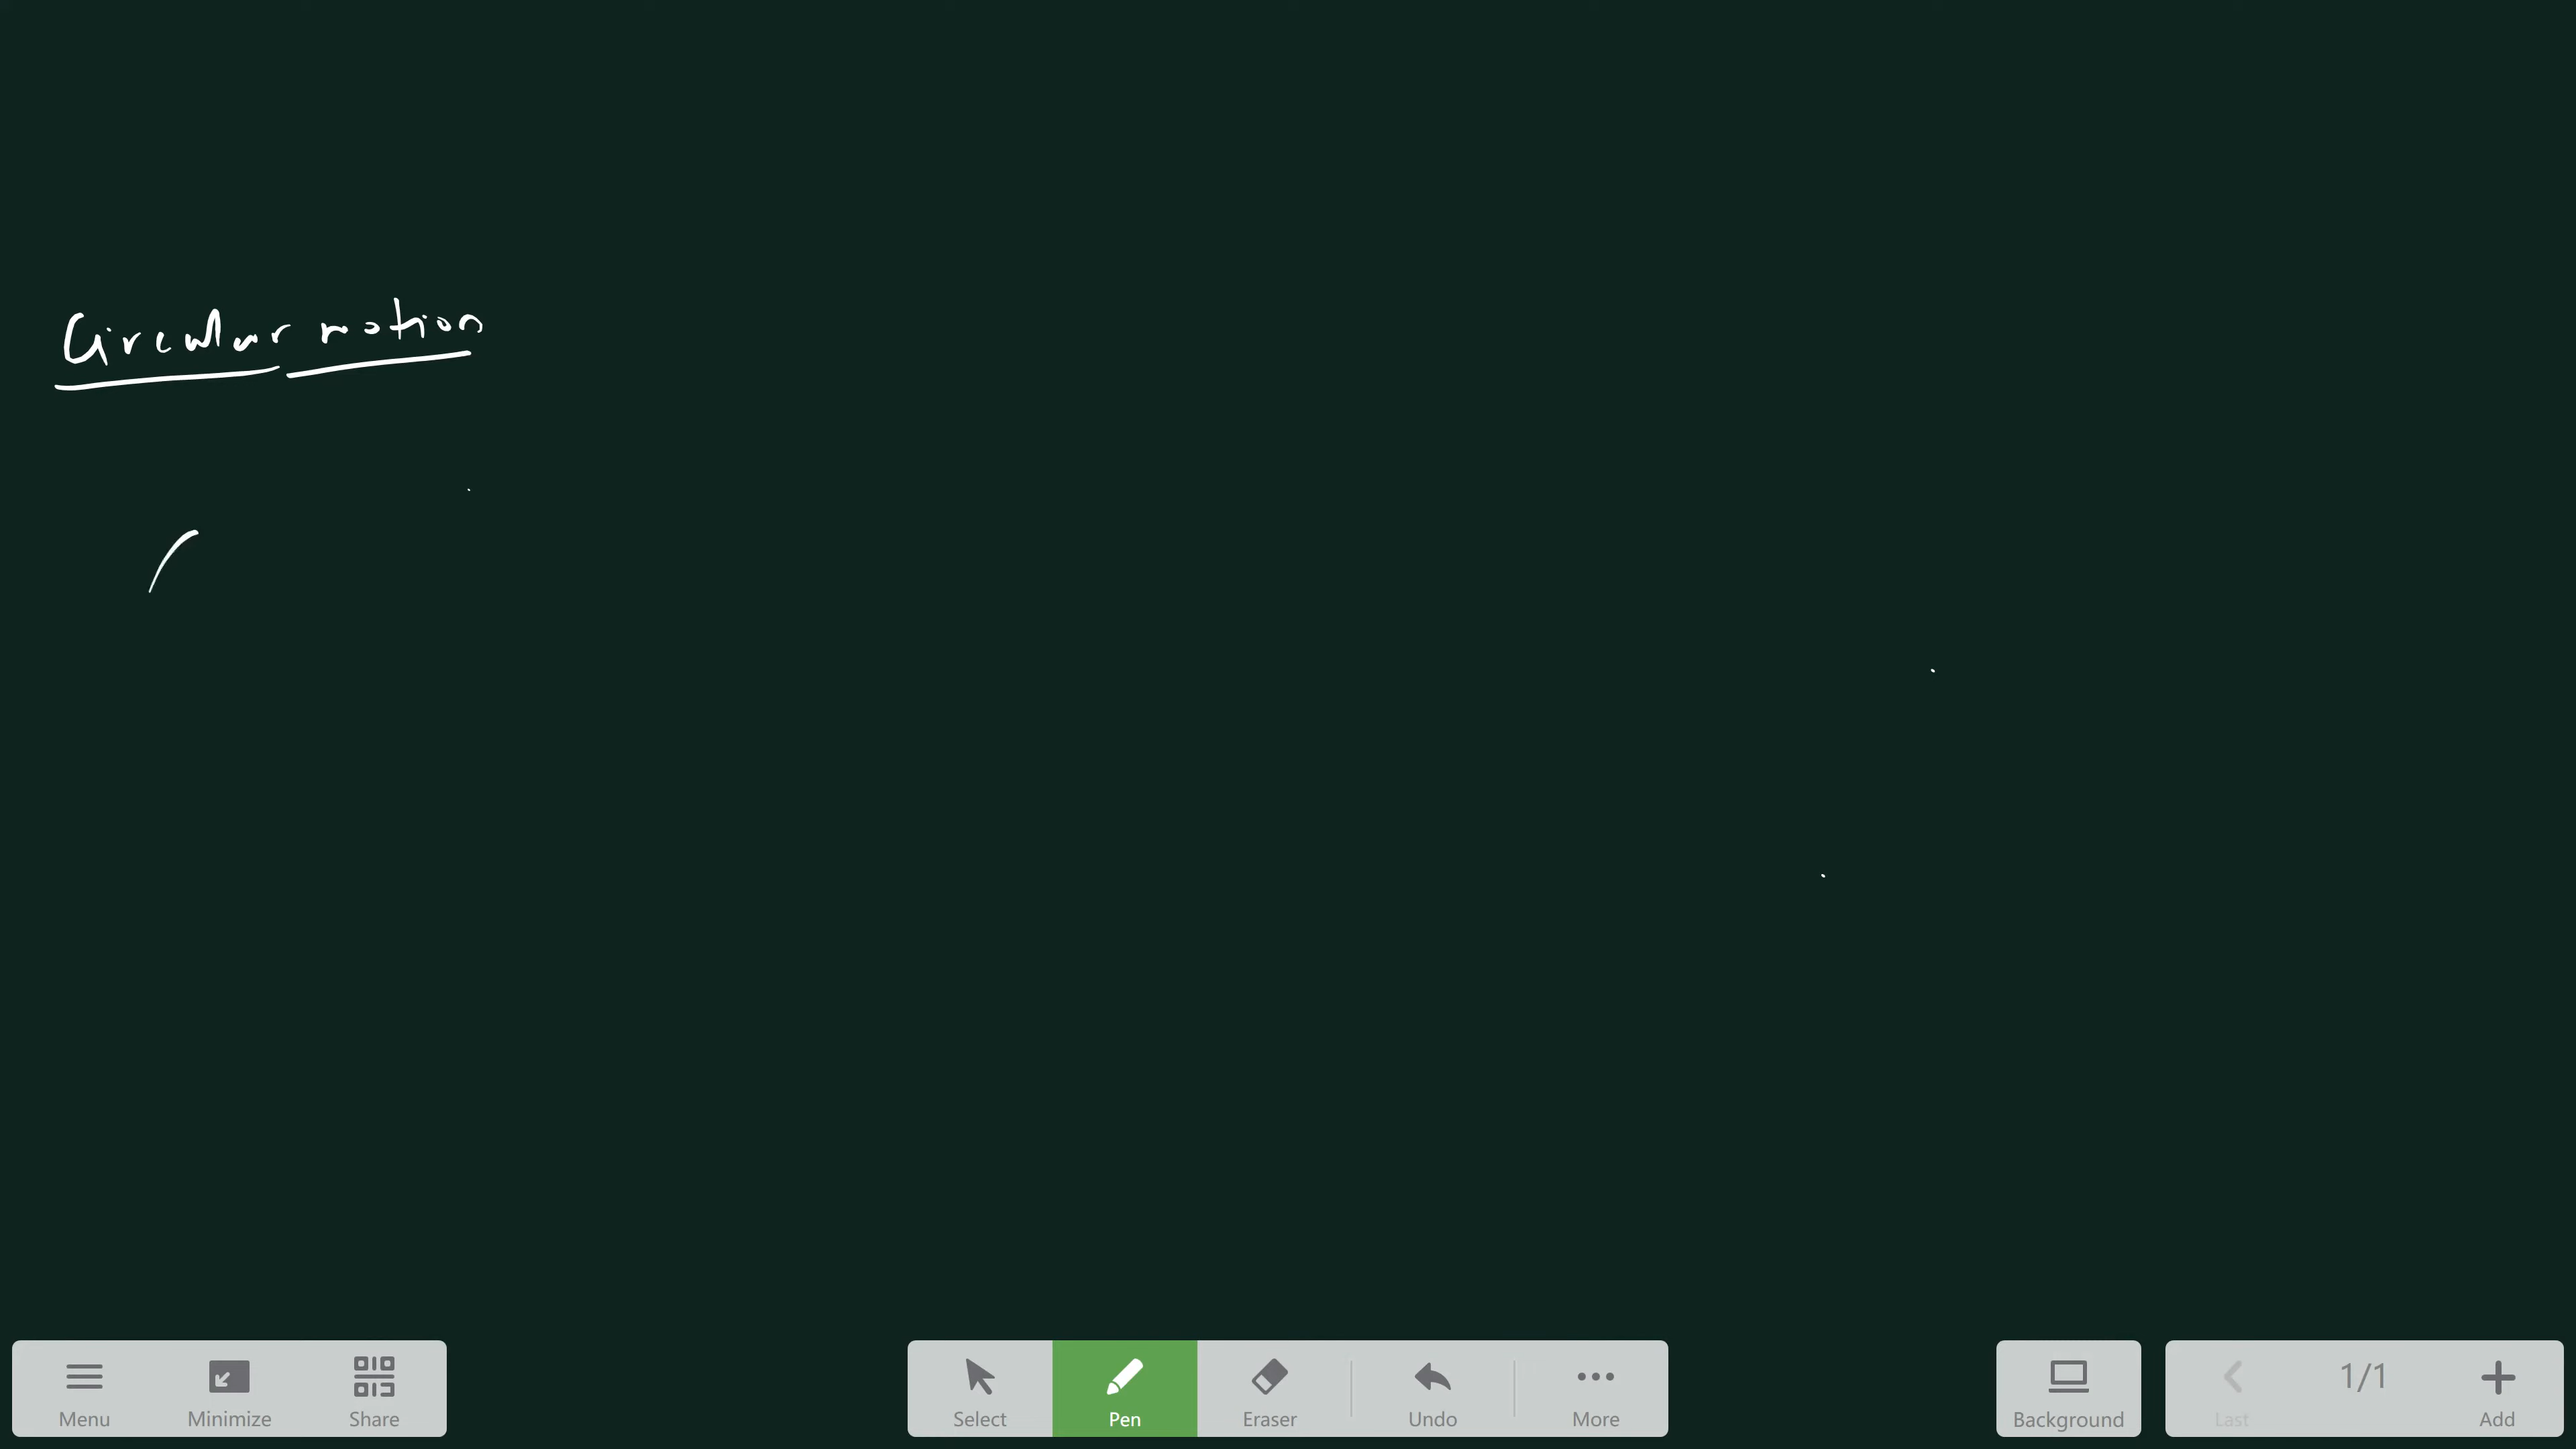 Circular motion
Menu
Minimize
Share
Select
Pen
Eraser
Undo
More
Background
Last
1/1
Add